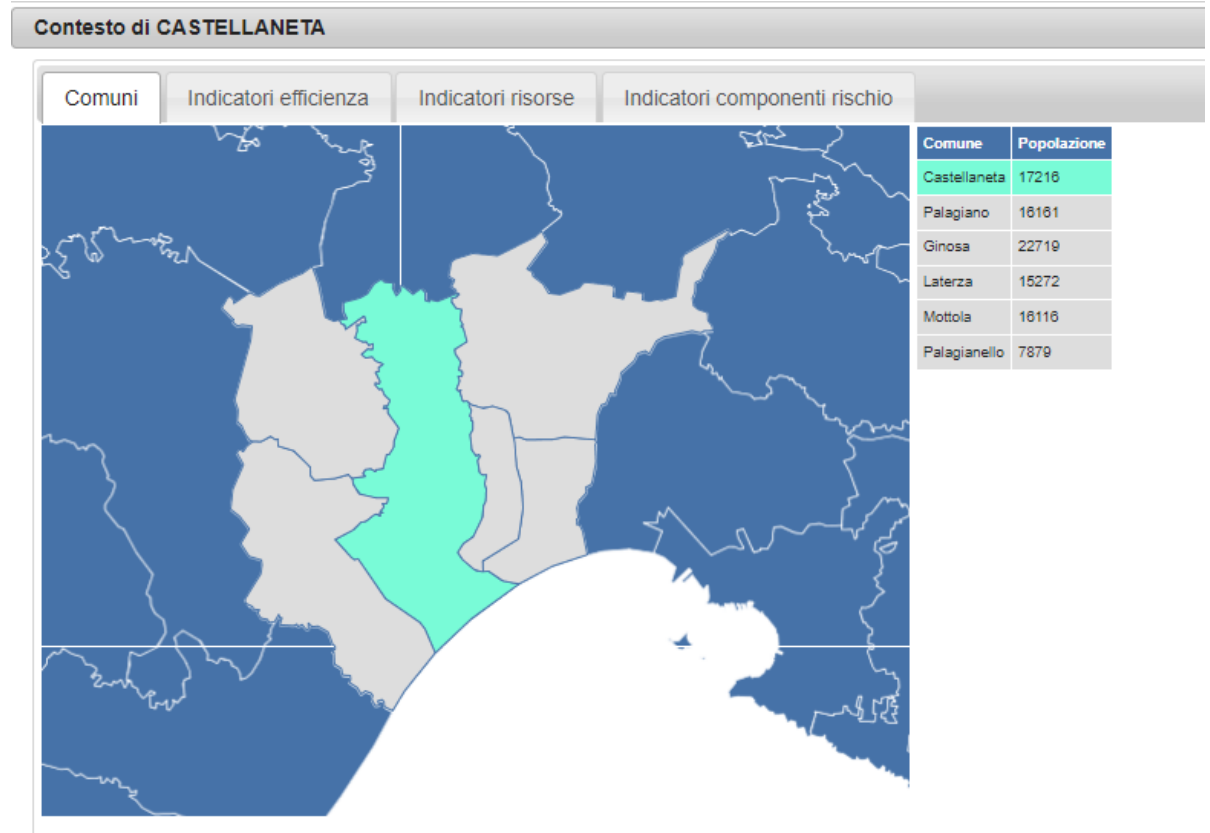 Contesto di CASTELLANETA
Comuni Indicatori efficienza Indicatori risorse Indicatori componenti rischio
Comune Popolazione
Castellaneta 17216
Palagiano 16161
Ginosa 22719
Laterza 15272
Mottola 16116
Palagianello 7879